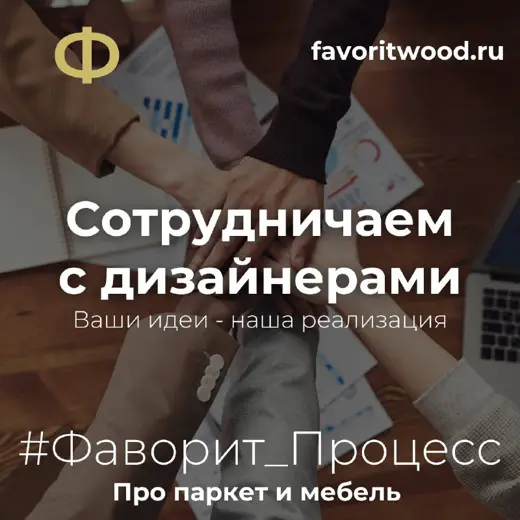 Ф
favoritwood.ru
Сотрудничаем
с дизайнерами
Ваши идеи - наша реализация
#Фаворит_Процесс
Про паркет и мебель